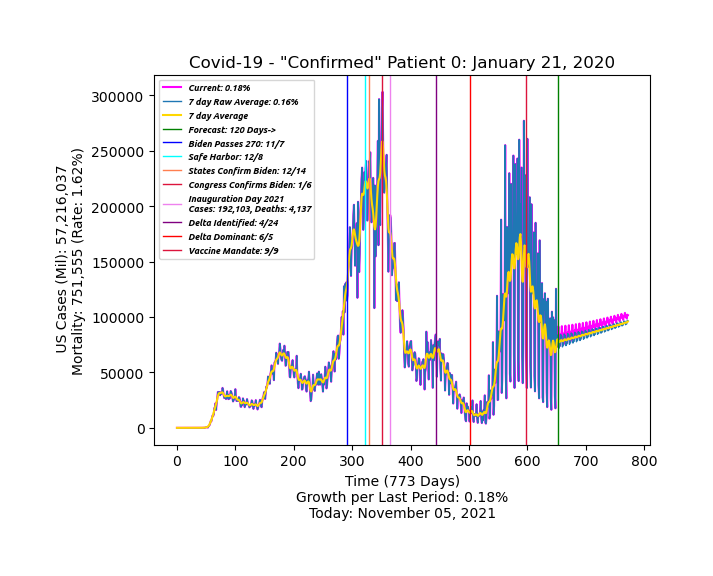 Covid-19 - "Confirmed" Patient 0: January 21, 2020
US Cases (Mil): 57,216,037
Mortality: 751,555 (Rate: 1.62%)
300000
250000
200000
150000
100000
50000
0
Current: 0.18%
7 day Raw Average: 0.16%
7 day Average
Forecast: 120 Days->
Biden Passes 270: 11/7
Safe Harbor: 12/8
States Confirm Biden: 12/14
Congress Confirms Biden: 1/6
Inauguration Day 2021
Cases: 192,103, Deaths: 4,137
Delta Identified: 4/24
Delta Dominant: 6/5
Vaccine Mandate: 9/9
0 100 200 300 400 500 600 700 800
Time (773 Days)
Growth per Last Period: 0.18%
Today: November 05, 2021